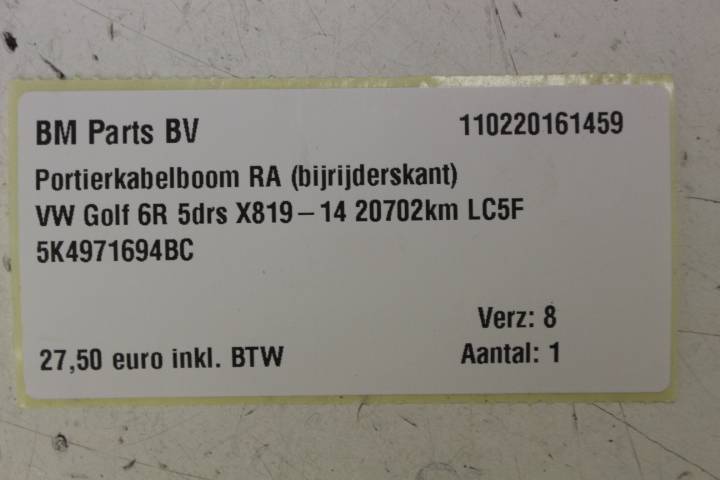 BM Parts BV 110220161459
Portierkabelboom RA (bijrijderskant)
VW Golf 6R 5drs X819-14 20702km LC5F
5K4971694BC
Verz: 8
27,50 euro inkl. BTW Aantal: 1